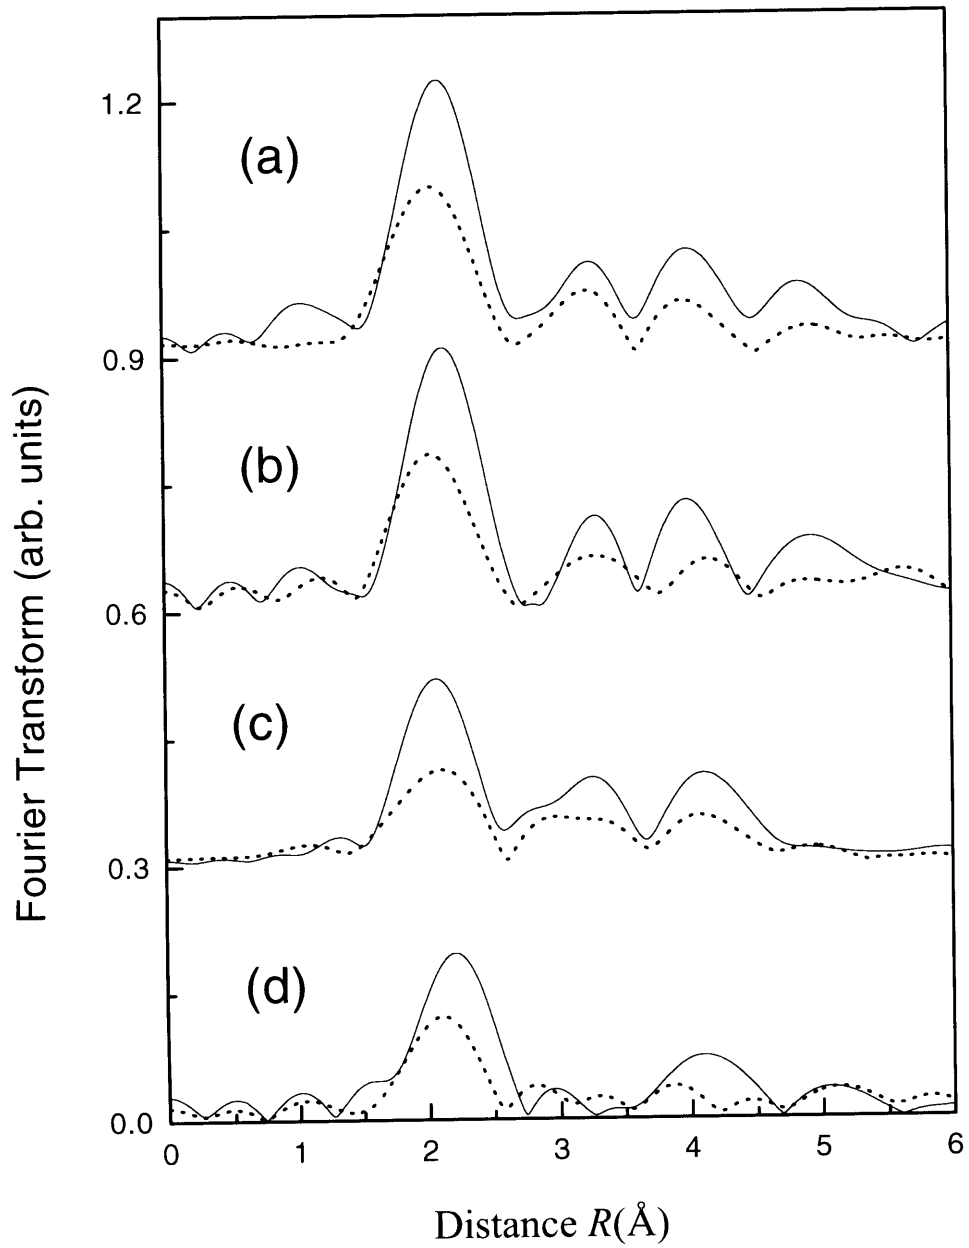 1.2
(a)
0.9
(b)
0.6
(c)
0.3
(d)
0.0
0 1 2 3 4 5 6
Fourier Transform (arb. units)
Distance R(Å)